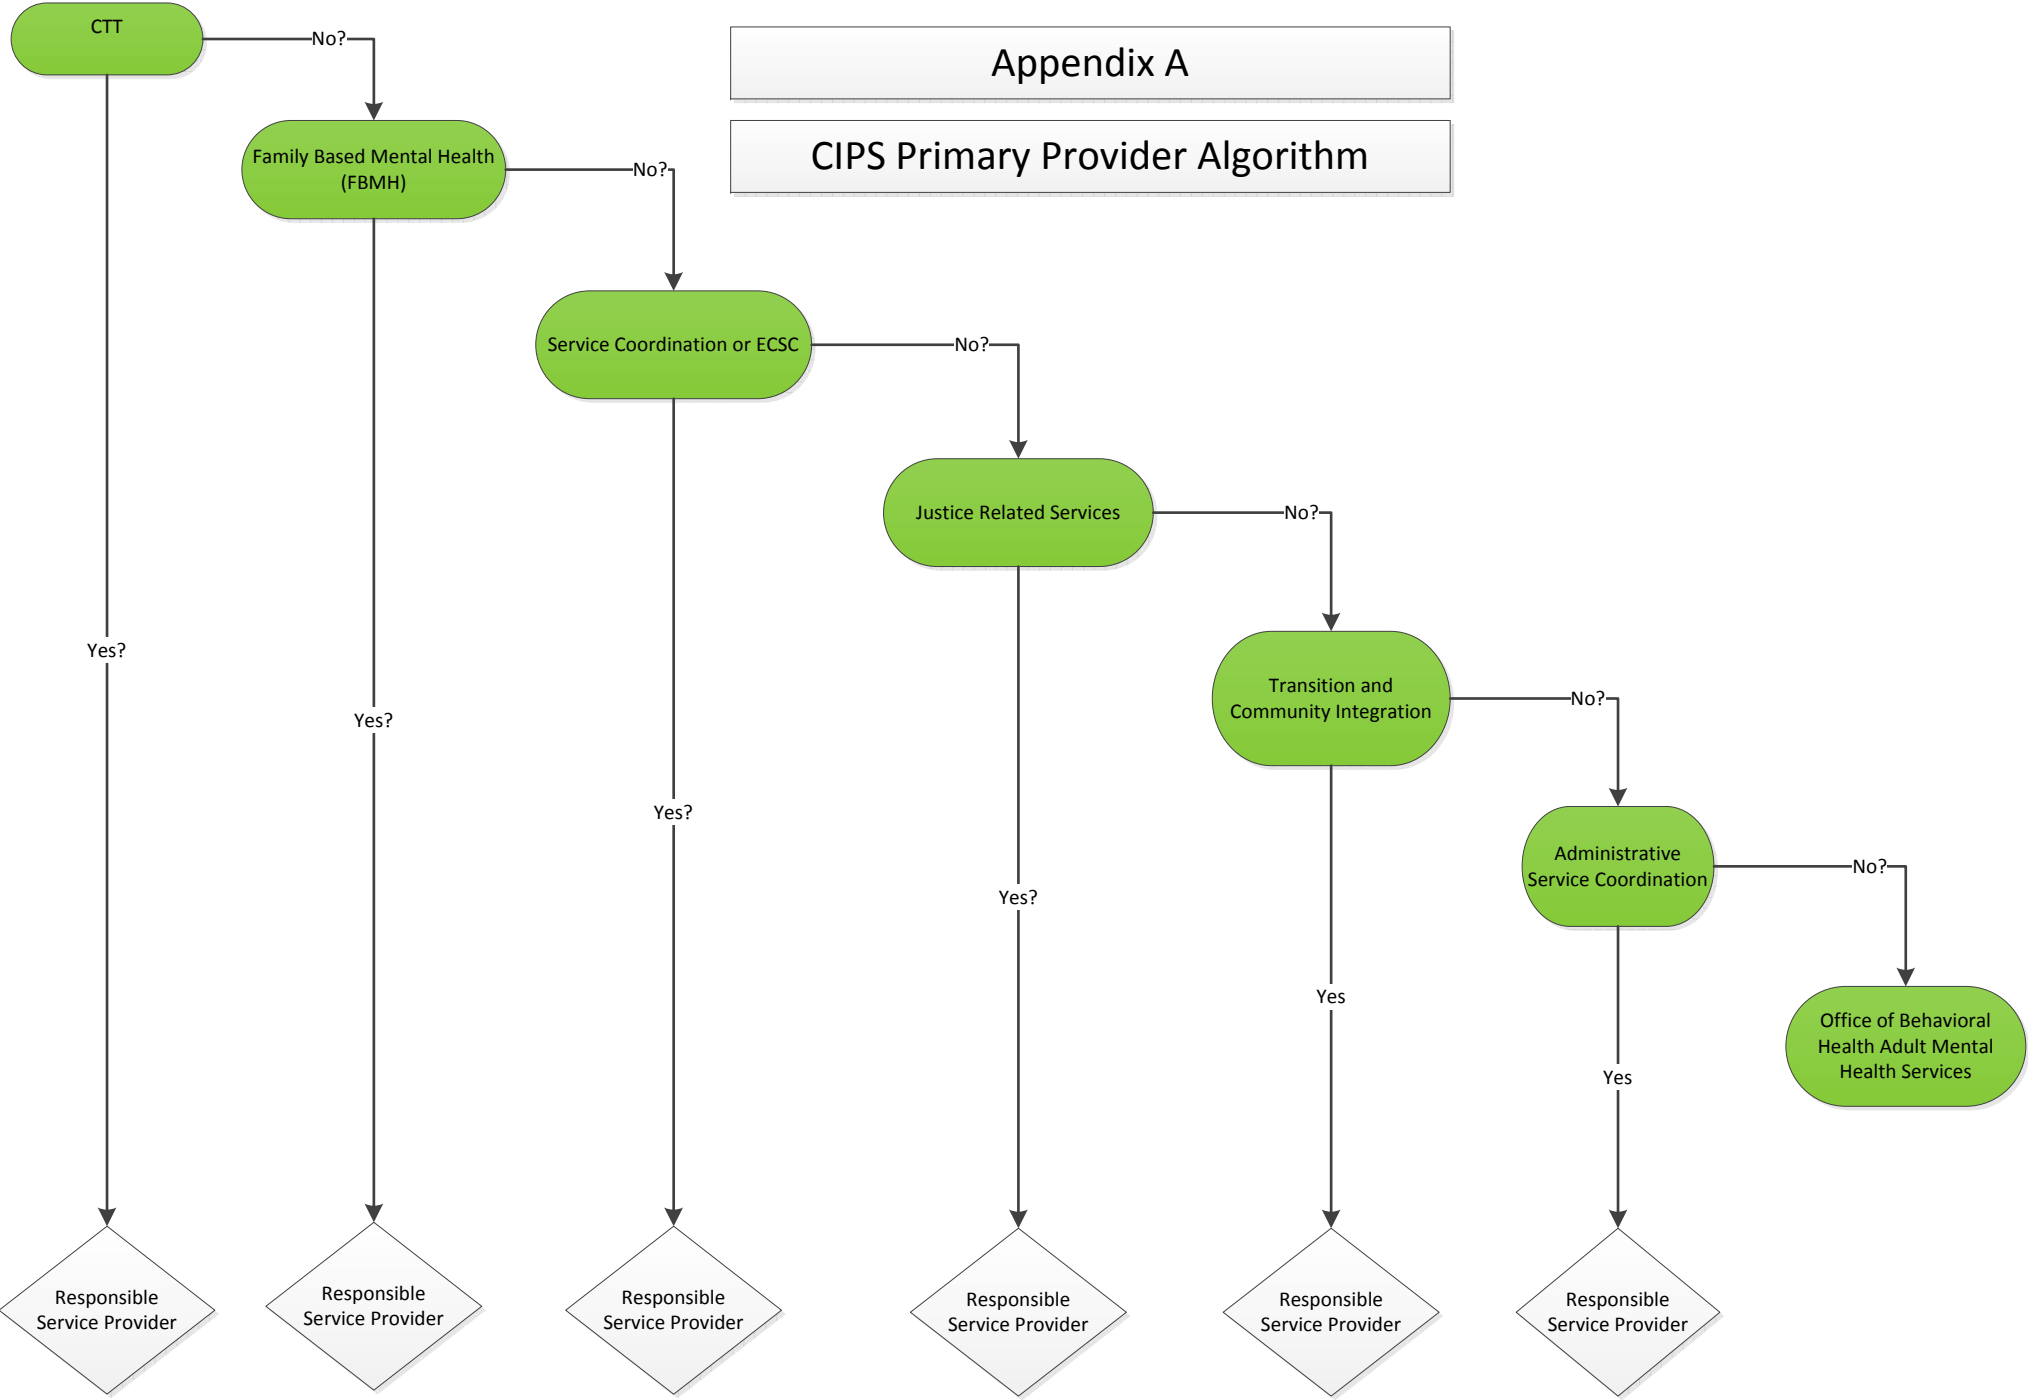 CTT
No?
Appendix A
CIPS Primary Provider Algorithm
Family Based Mental Health
(FBMH)
No?
Service Coordination or ECSC
No?
Justice Related Services
No?
Transition and
Community Integration
No?
Administrative
Service Coordination
No?
Office of Behavioral
Health Adult Mental
Health Services
Yes?
Yes?
Yes?
Yes?
Yes
Yes
Responsible
Service Provider
Responsible
Service Provider
Responsible
Service Provider
Responsible
Service Provider
Responsible
Service Provider
Responsible
Service Provider